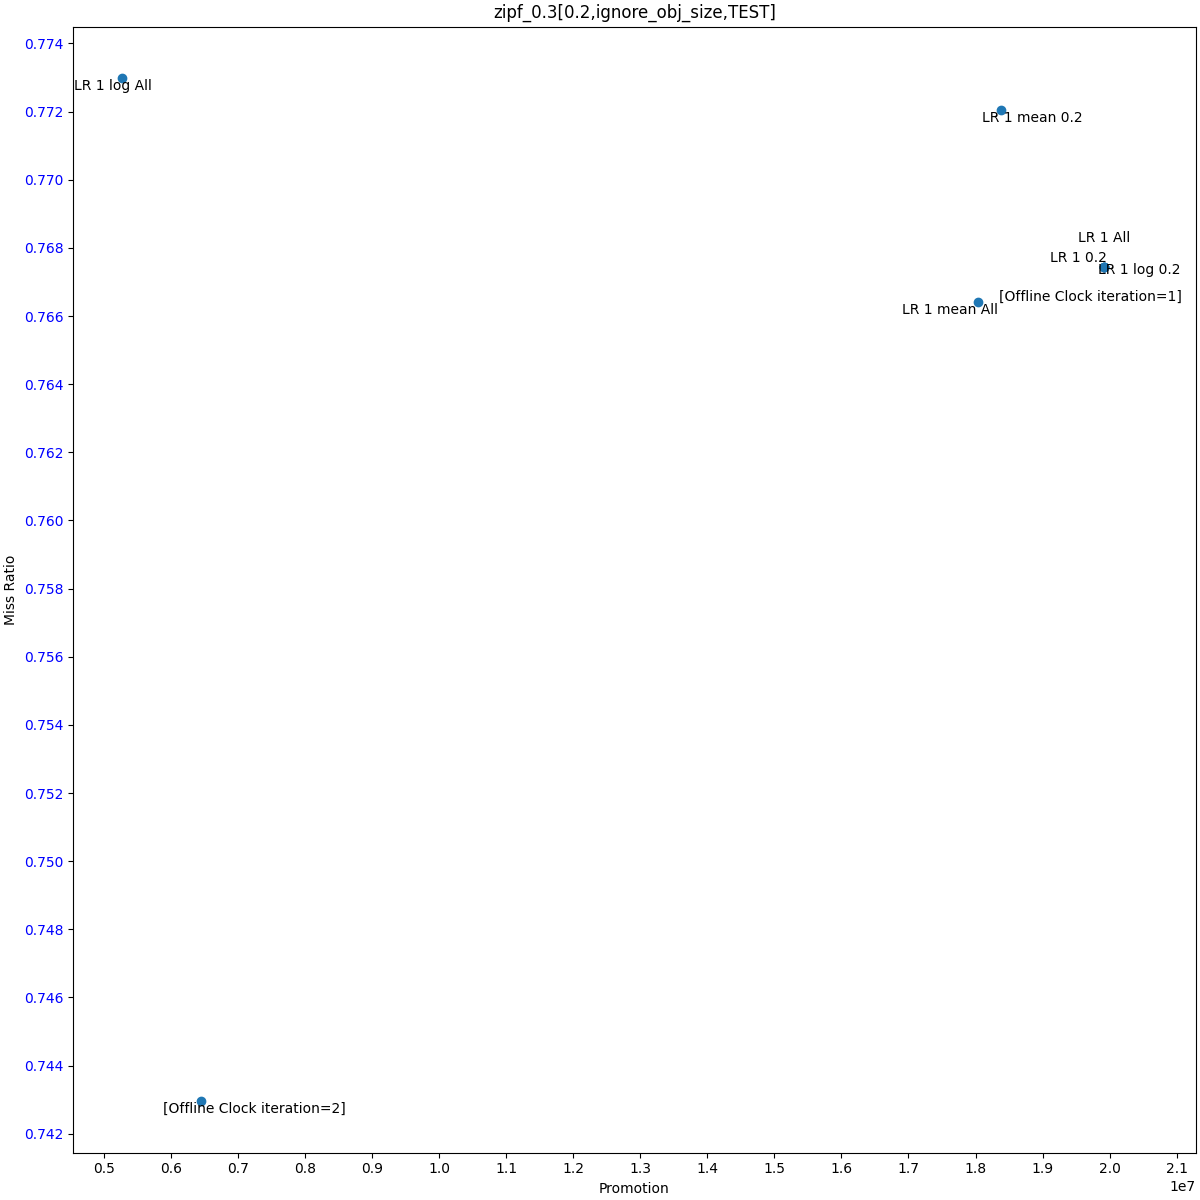 zipf_0.3[0.2,ignore_obj_size,TEST]
0.774
LR 1 log All
0.772
LR 1 mean 0.2
0.770
LR 1 All
0.768
LR 1 0.2
LR 1 log 0.2
[Offline Clock iteration=1]
LR 1 mean All
0.766
0.764
0.762
0.760
Miss Ratio
0.758
0.756
0.754
0.752
0.750
0.748
0.746
0.744
[Offline Clock iteration=2]
0.742
0.5 0.6 0.7 0.8 0.9 1.0 1.1 1.2 1.3 1.4 1.5 1.6 1.7 1.8 1.9 2.0 2.1
Promotion
1e7